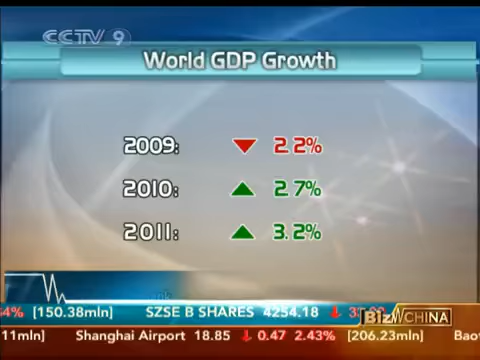 CCTV 9
World GDP Growth
2009: ▼ 2.2%
2010: ▲ 2.7%
2011: ▲ 3.2%
[150.38mln] SZSE B SHARES 4254.18 ↓
BizCHINA
11mln] Shanghai Airport 18.85 ↓ 0.47 2.43% [206.23mln] Bao